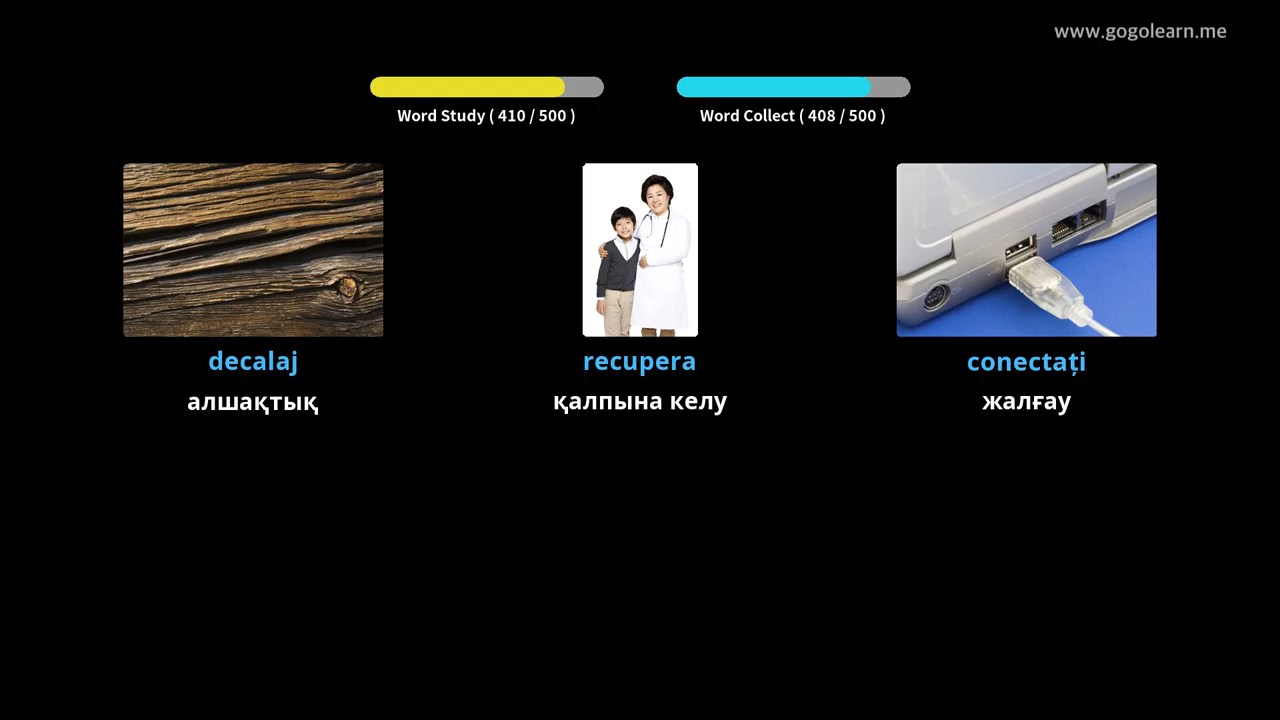 www.gogolearn.me
Word Study ( 410 / 500 )
Word Collect ( 408 / 500 )
decalaj
recupera
conectați
алшақтық
қалпына келу
жалғау